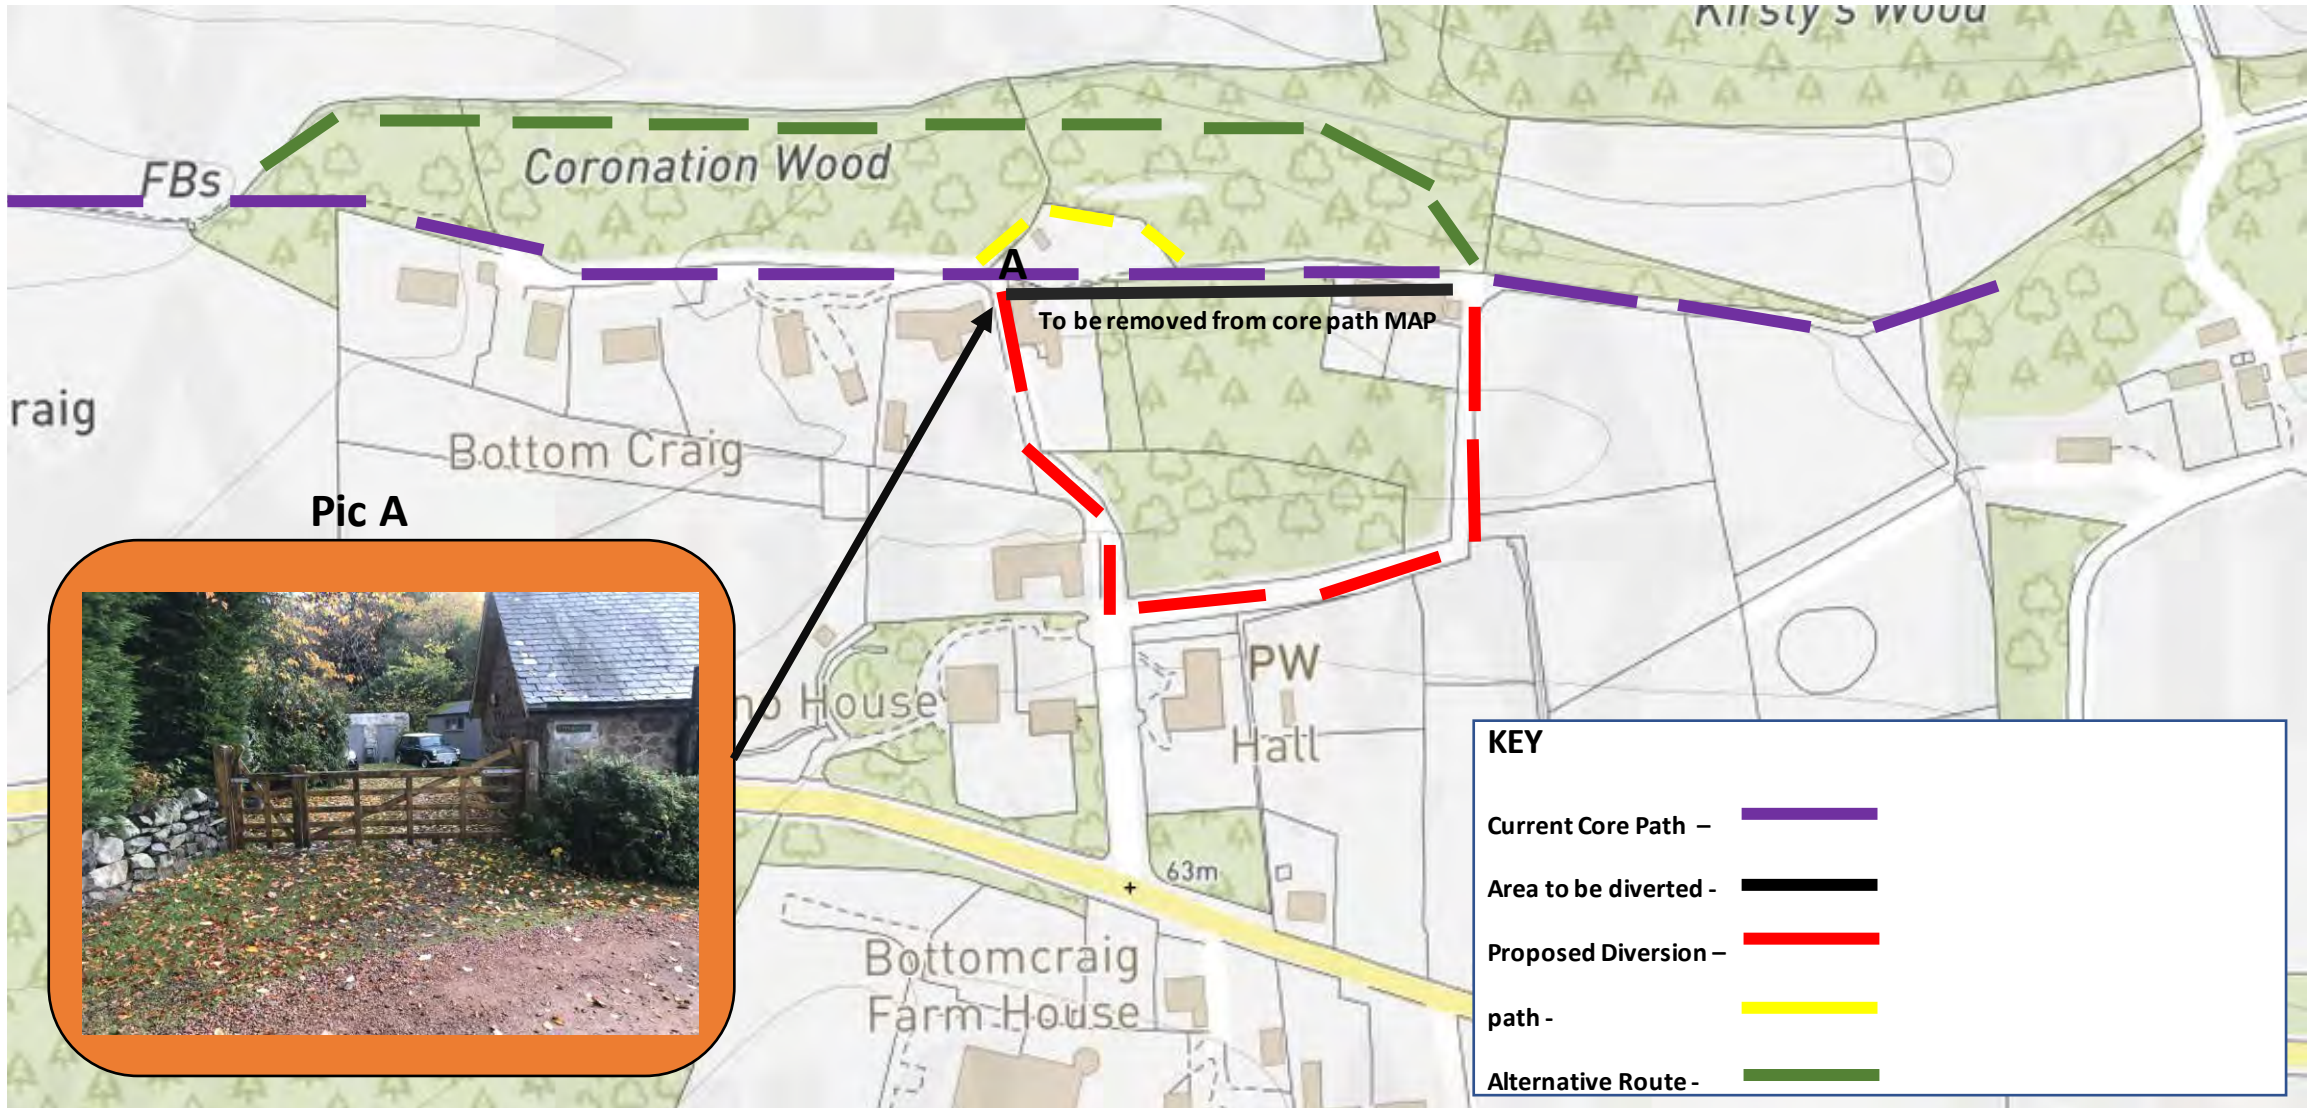 Kirsty's Wood
FBs
Coronation Wood
A
To be removed from core path MAP
raig
Bottom Craig
Pic A
no House
PW
Hall
63m
Bottomcraig
Farm House
KEY
Current Core Path –
Area to be diverted -
Proposed Diversion –
path -
Alternative Route -